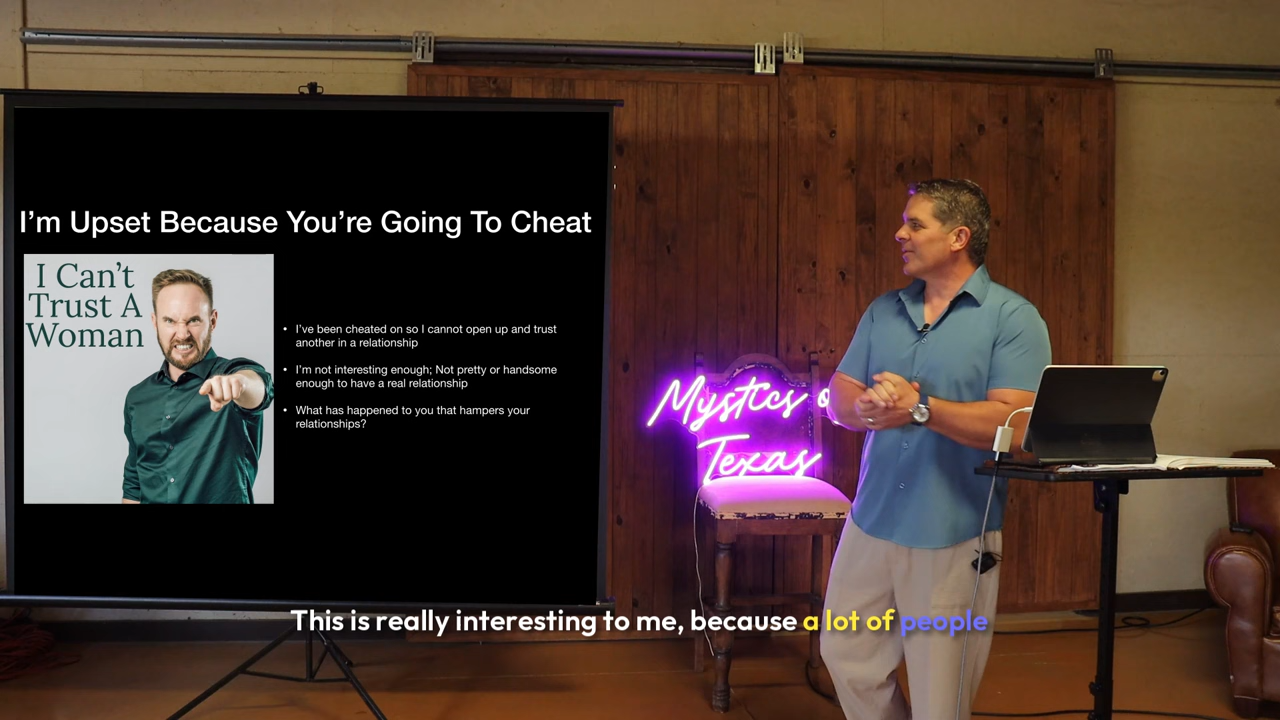 I'm Upset Because You're Going To Cheat
I Can't
Trust A
Woman
• I've been cheated on so I cannot open up and trust
another in a relationship
• I'm not interesting enough; Not pretty or handsome
enough to have a real relationship
• What has happened to you that hampers your
relationships?
Mystics o
Texas
This is really interesting to me, because a lot of people